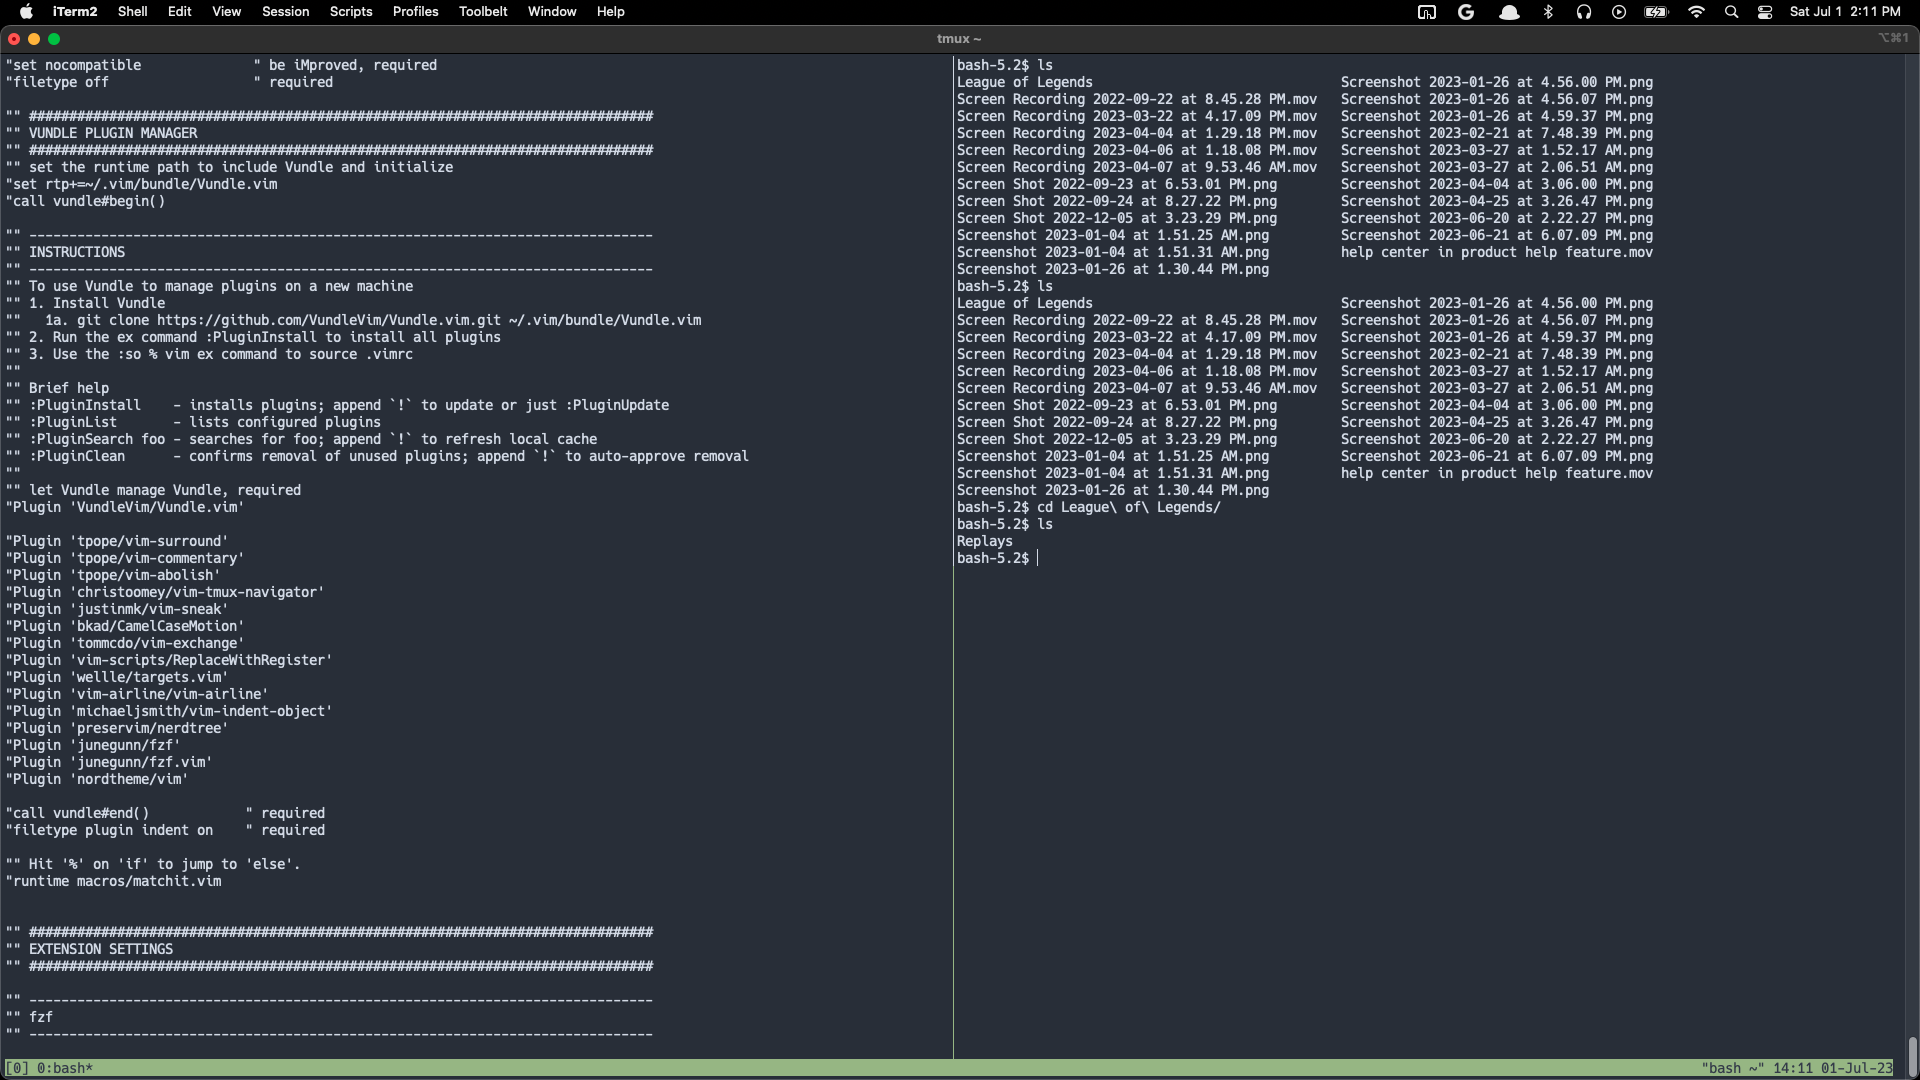 iTerm2 Shell Edit View Session Scripts Profiles Toolbelt Window Help Sat Jul 1 2:11 PM
tmux ~ ⌥⌘1
"set nocompatible              " be iMproved, required
"filetype off                  " required
"" ##############################################################################
"" VUNDLE PLUGIN MANAGER
"" ##############################################################################
"" set the runtime path to include Vundle and initialize
"set rtp+=~/.vim/bundle/Vundle.vim
"call vundle#begin()
"" ------------------------------------------------------------------------------
"" INSTRUCTIONS
"" ------------------------------------------------------------------------------
"" To use Vundle to manage plugins on a new machine
"" 1. Install Vundle
""   1a. git clone https://github.com/VundleVim/Vundle.vim.git ~/.vim/bundle/Vundle.vim
"" 2. Run the ex command :PluginInstall to install all plugins
"" 3. Use the :so % vim ex command to source .vimrc
""
"" Brief help
"" :PluginInstall    - installs plugins; append `!` to update or just :PluginUpdate
"" :PluginList       - lists configured plugins
"" :PluginSearch foo - searches for foo; append `!` to refresh local cache
"" :PluginClean      - confirms removal of unused plugins; append `!` to auto-approve removal
""
"" let Vundle manage Vundle, required
"Plugin 'VundleVim/Vundle.vim'
"Plugin 'tpope/vim-surround'
"Plugin 'tpope/vim-commentary'
"Plugin 'tpope/vim-abolish'
"Plugin 'christoomey/vim-tmux-navigator'
"Plugin 'justinmk/vim-sneak'
"Plugin 'bkad/CamelCaseMotion'
"Plugin 'tommcdo/vim-exchange'
"Plugin 'vim-scripts/ReplaceWithRegister'
"Plugin 'wellle/targets.vim'
"Plugin 'vim-airline/vim-airline'
"Plugin 'michaeljsmith/vim-indent-object'
"Plugin 'preservim/nerdtree'
"Plugin 'junegunn/fzf'
"Plugin 'junegunn/fzf.vim'
"Plugin 'nordtheme/vim'
"call vundle#end()            " required
"filetype plugin indent on    " required
"" Hit '%' on 'if' to jump to 'else'.
"runtime macros/matchit.vim
"" ##############################################################################
"" EXTENSION SETTINGS
"" ##############################################################################
"" ------------------------------------------------------------------------------
"" fzf
"" ------------------------------------------------------------------------------
bash-5.2$ ls
League of Legends                               Screenshot 2023-01-26 at 4.56.00 PM.png
Screen Recording 2022-09-22 at 8.45.28 PM.mov   Screenshot 2023-01-26 at 4.56.07 PM.png
Screen Recording 2023-03-22 at 4.17.09 PM.mov   Screenshot 2023-01-26 at 4.59.37 PM.png
Screen Recording 2023-04-04 at 1.29.18 PM.mov   Screenshot 2023-02-21 at 7.48.39 PM.png
Screen Recording 2023-04-06 at 1.18.08 PM.mov   Screenshot 2023-03-27 at 1.52.17 AM.png
Screen Recording 2023-04-07 at 9.53.46 AM.mov   Screenshot 2023-03-27 at 2.06.51 AM.png
Screen Shot 2022-09-23 at 6.53.01 PM.png        Screenshot 2023-04-04 at 3.06.00 PM.png
Screen Shot 2022-09-24 at 8.27.22 PM.png        Screenshot 2023-04-25 at 3.26.47 PM.png
Screen Shot 2022-12-05 at 3.23.29 PM.png        Screenshot 2023-06-20 at 2.22.27 PM.png
Screenshot 2023-01-04 at 1.51.25 AM.png         Screenshot 2023-06-21 at 6.07.09 PM.png
Screenshot 2023-01-04 at 1.51.31 AM.png         help center in product help feature.mov
Screenshot 2023-01-26 at 1.30.44 PM.png
bash-5.2$ ls
League of Legends                               Screenshot 2023-01-26 at 4.56.00 PM.png
Screen Recording 2022-09-22 at 8.45.28 PM.mov   Screenshot 2023-01-26 at 4.56.07 PM.png
Screen Recording 2023-03-22 at 4.17.09 PM.mov   Screenshot 2023-01-26 at 4.59.37 PM.png
Screen Recording 2023-04-04 at 1.29.18 PM.mov   Screenshot 2023-02-21 at 7.48.39 PM.png
Screen Recording 2023-04-06 at 1.18.08 PM.mov   Screenshot 2023-03-27 at 1.52.17 AM.png
Screen Recording 2023-04-07 at 9.53.46 AM.mov   Screenshot 2023-03-27 at 2.06.51 AM.png
Screen Shot 2022-09-23 at 6.53.01 PM.png        Screenshot 2023-04-04 at 3.06.00 PM.png
Screen Shot 2022-09-24 at 8.27.22 PM.png        Screenshot 2023-04-25 at 3.26.47 PM.png
Screen Shot 2022-12-05 at 3.23.29 PM.png        Screenshot 2023-06-20 at 2.22.27 PM.png
Screenshot 2023-01-04 at 1.51.25 AM.png         Screenshot 2023-06-21 at 6.07.09 PM.png
Screenshot 2023-01-04 at 1.51.31 AM.png         help center in product help feature.mov
Screenshot 2023-01-26 at 1.30.44 PM.png
bash-5.2$ cd League\ of\ Legends/
bash-5.2$ ls
Replays
bash-5.2$
[0] 0:bash* "bash ~" 14:11 01-Jul-23